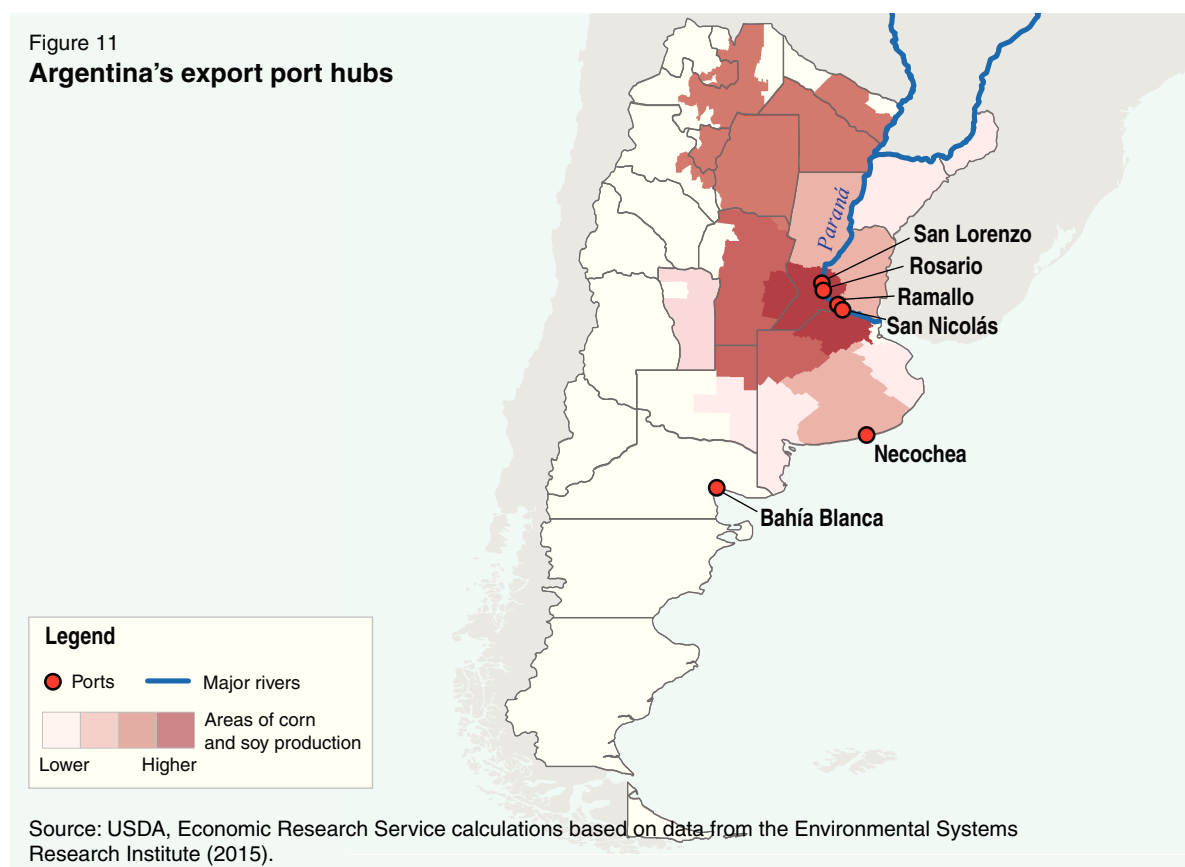 Figure 11
Argentina's export port hubs
Paraná
San Lorenzo
Rosario
Ramallo
San Nicolás
Necochea
Bahía Blanca
Legend
Ports
Major rivers
Areas of corn
and soy production
Lower
Higher
Source: USDA, Economic Research Service calculations based on data from the Environmental Systems
Research Institute (2015).